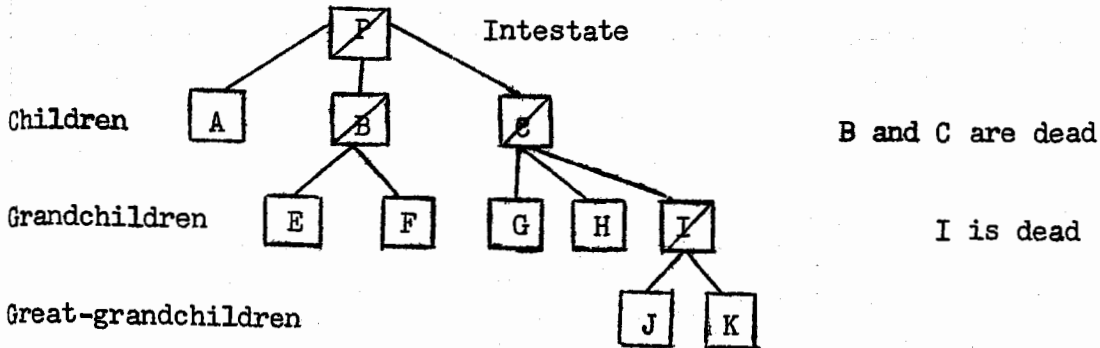 P Intestate
Children A B C B and C are dead
Grandchildren E F G H I I is dead
Great-grandchildren J K